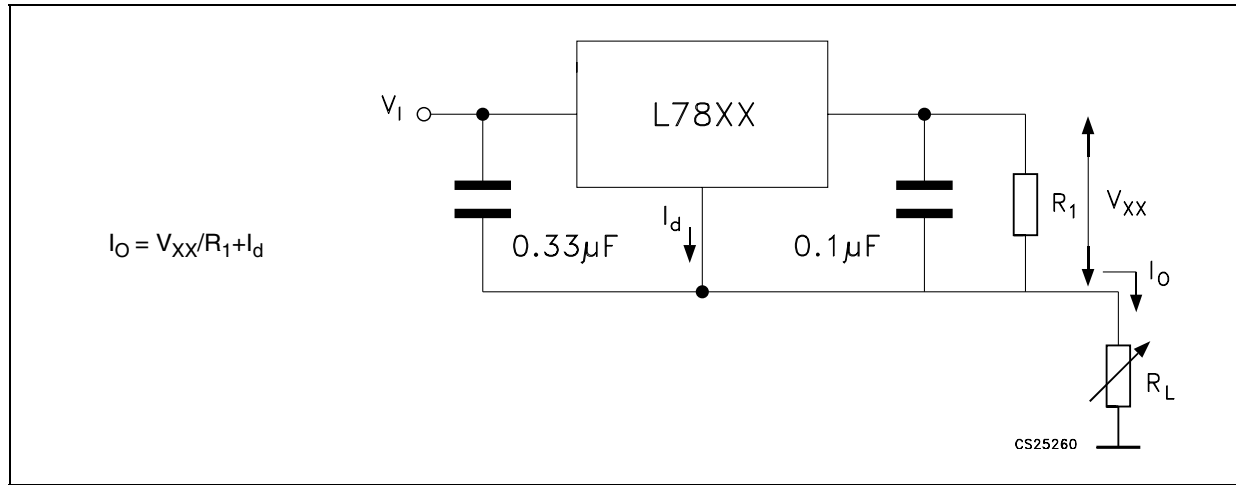 V_I
L78XX
I_d
R_1
V_XX
0.33µF
0.1µF
I_O = V_XX/R_1+I_d
I_O
R_L
CS25260